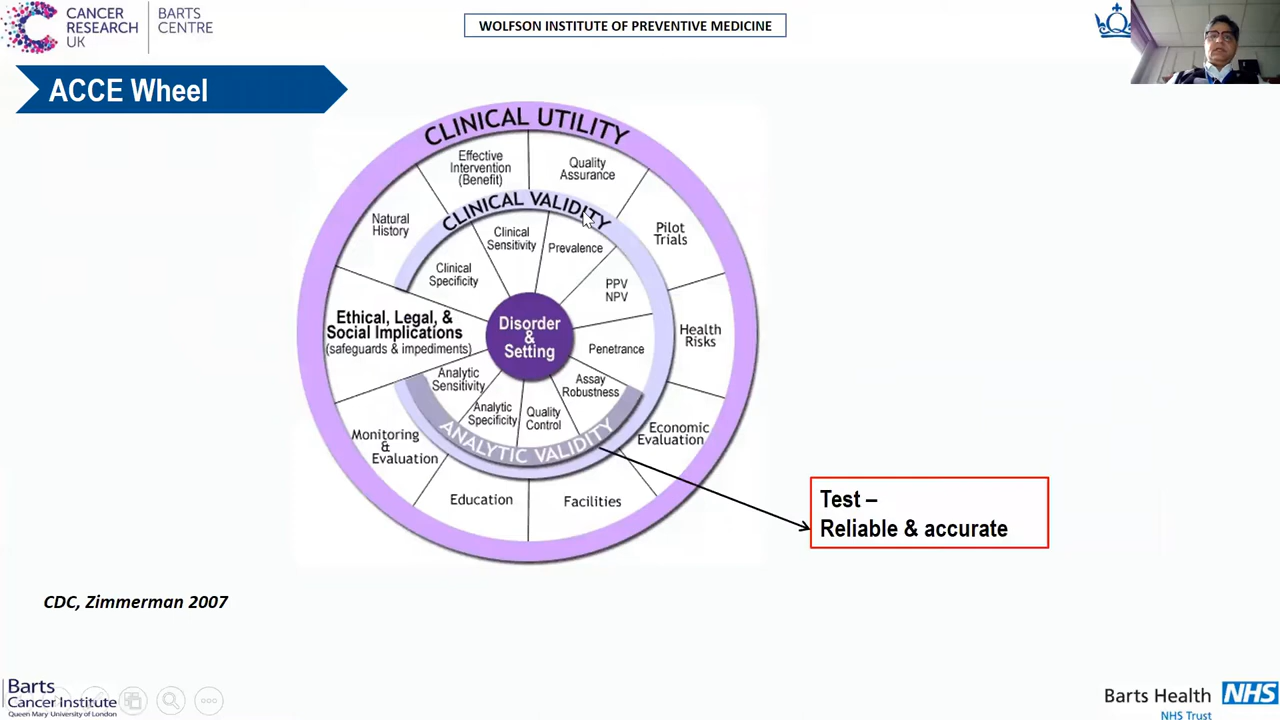 CANCER
RESEARCH
UK
BARTS
CENTRE
WOLFSON INSTITUTE OF PREVENTIVE MEDICINE
ACCE Wheel
CLINICAL UTILITY
Effective
Intervention
(Benefit)
Quality
Assurance
Natural
History
Pilot
Trials
CLINICAL VALIDITY
Clinical
Sensitivity
Prevalence
Clinical
Specificity
PPV
NPV
Ethical, Legal, &
Social Implications
(safeguards & impediments)
Disorder
&
Setting
Health
Risks
Penetrance
Analytic
Sensitivity
Assay
Robustness
Analytic
Specificity
Quality
Control
ANALYTIC VALIDITY
Monitoring
&
Evaluation
Economic
Evaluation
Education
Facilities
Test –
Reliable & accurate
CDC, Zimmerman 2007
Barts
Cancer Institute
Queen Mary University of London
Barts Health NHS
NHS Trust